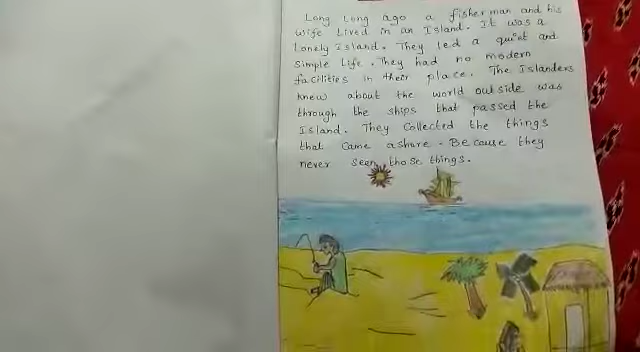 Long Long ago a fisherman and his
wife Lived in an Island. It was a
Lonely Island. They led a quiet and
simple Life. They had no modern
facilities in their place. The Islanders
knew about the world outside was
through the ships that passed the
Island. They Collected the things
that came ashore. Because they
never seen those things.